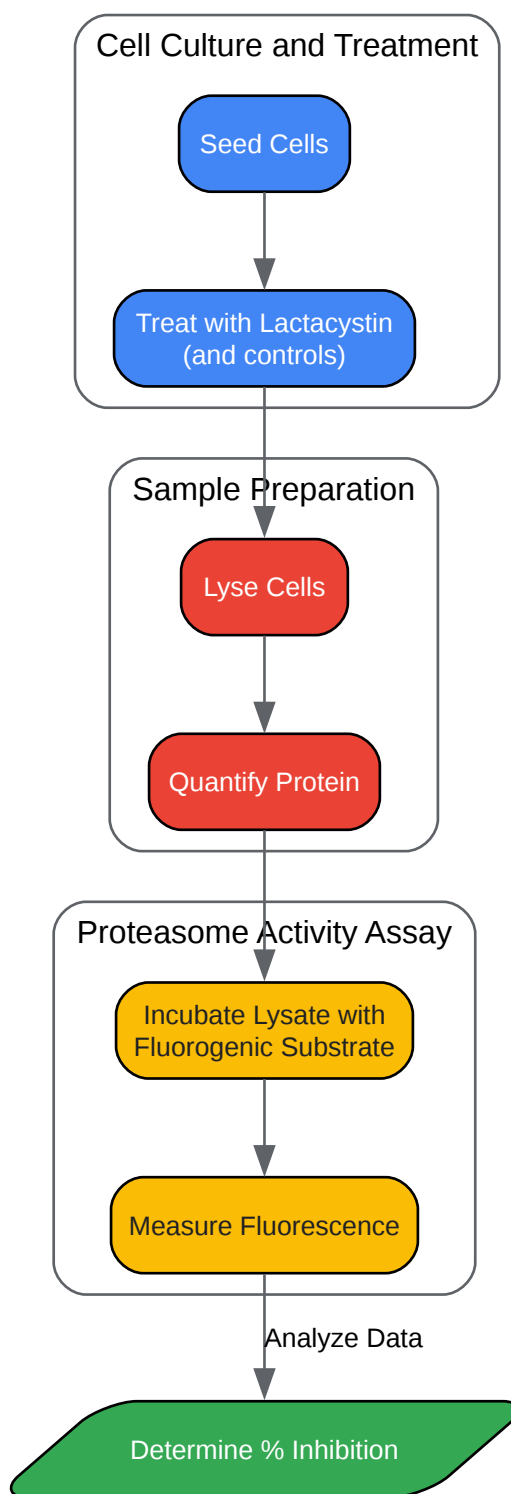 Cell Culture and Treatment
Seed Cells
Treat with Lactacystin
(and controls)
Sample Preparation
Lyse Cells
Quantify Protein
Proteasome Activity Assay
Incubate Lysate with
Fluorogenic Substrate
Measure Fluorescence
Analyze Data
Determine % Inhibition